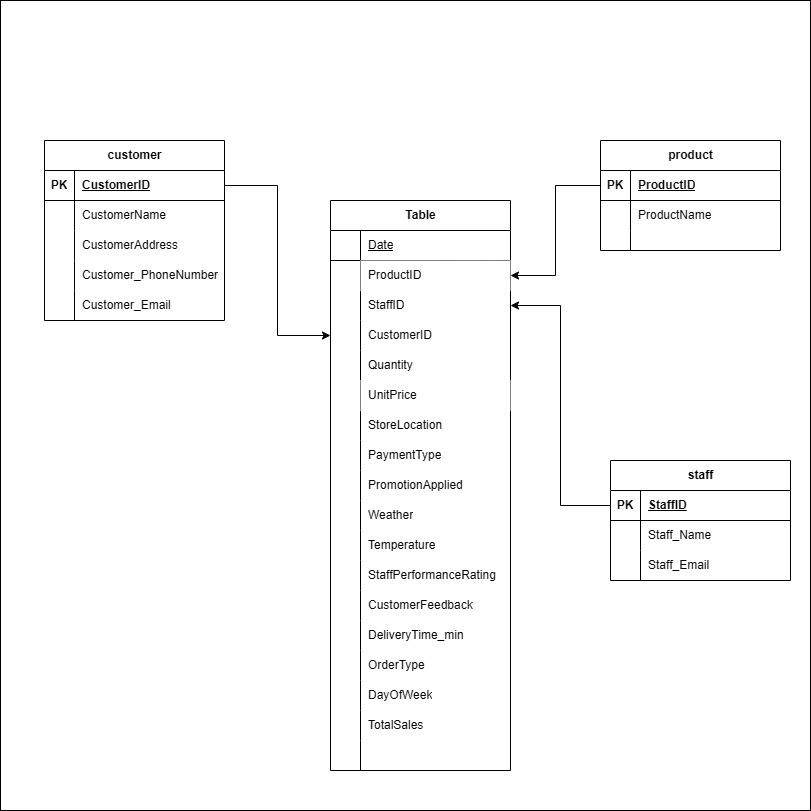 customer
PK CustomerID
CustomerName
CustomerAddress
Customer_PhoneNumber
Customer_Email
Table
Date
ProductID
StaffID
CustomerID
Quantity
UnitPrice
StoreLocation
PaymentType
PromotionApplied
Weather
Temperature
StaffPerformanceRating
CustomerFeedback
DeliveryTime_min
OrderType
DayOfWeek
TotalSales
product
PK ProductID
ProductName
staff
PK StaffID
Staff_Name
Staff_Email